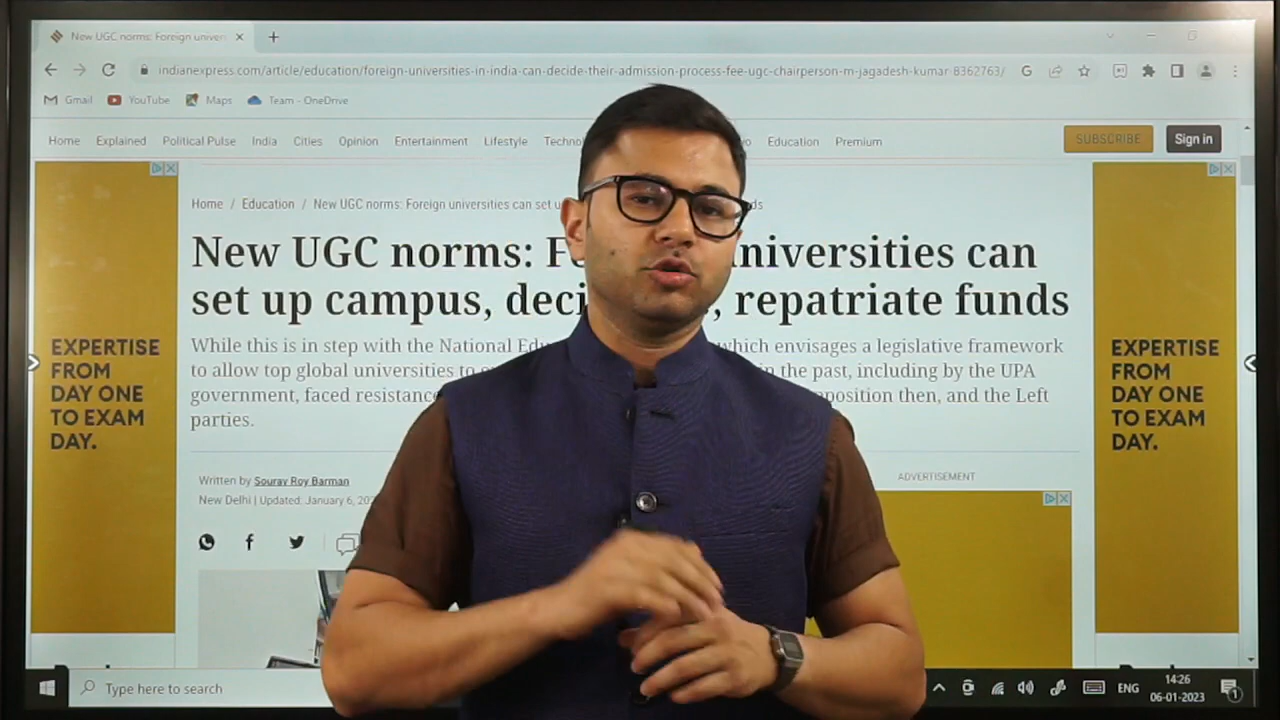 New UGC norms: Foreign univer
indianexpress.com/article/education/foreign-universities-in-india-can-decide-their-admission-process-fee-ugc-chairperson-m-jagadesh-kumar-8362763/
Gmail YouTube Maps Team - OneDrive
Home Explained Political Pulse India Cities Opinion Entertainment Lifestyle Techno Education Premium SUBSCRIBE Sign in
Home / Education / New UGC norms: Foreign universities can set u ds
New UGC norms: F niversities can
set up campus, deci , repatriate funds
While this is in step with the National Edu which envisages a legislative framework
to allow top global universities to in the past, including by the UPA
government, faced resistance position then, and the Left
parties.
EXPERTISE
FROM
DAY ONE
TO EXAM
DAY.
EXPERTISE
FROM
DAY ONE
TO EXAM
DAY.
Written by Sourav Roy Barman
New Delhi | Updated: January 6, 202
ADVERTISEMENT
Type here to search
ENG
14:26
06-01-2023
1